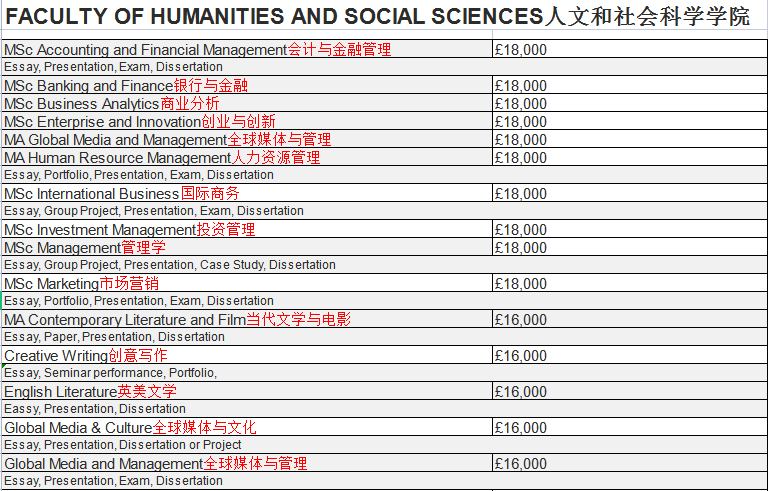 FACULTY OF HUMANITIES AND SOCIAL SCIENCES人文和社会科学学院
MSc Accounting and Financial Management会计与金融管理 £18,000
Essay, Presentation, Exam, Dissertation
MSc Banking and Finance银行与金融 £18,000
MSc Business Analytics商业分析 £18,000
MSc Enterprise and Innovation创业与创新 £18,000
MA Global Media and Management全球媒体与管理 £18,000
MA Human Resource Management人力资源管理 £18,000
Essay, Portfolio, Presentation, Exam, Dissertation
MSc International Business国际商务 £18,000
Essay, Group Project, Presentation, Exam, Dissertation
MSc Investment Management投资管理 £18,000
MSc Management管理学 £18,000
Essay, Group Project, Presentation, Case Study, Dissertation
MSc Marketing市场营销 £18,000
Essay, Portfolio, Presentation, Exam, Dissertation
MA Contemporary Literature and Film当代文学与电影 £16,000
Essay, Paper, Presentation, Dissertation
Creative Writing创意写作 £16,000
Essay, Seminar performance, Portfolio,
English Literature英美文学 £16,000
Eassy, Presentation, Dissertation
Global Media & Culture全球媒体与文化 £16,000
Essay, Presentation, Dissertation or Project
Global Media and Management全球媒体与管理 £16,000
Essay, Presentation, Exam, Dissertation